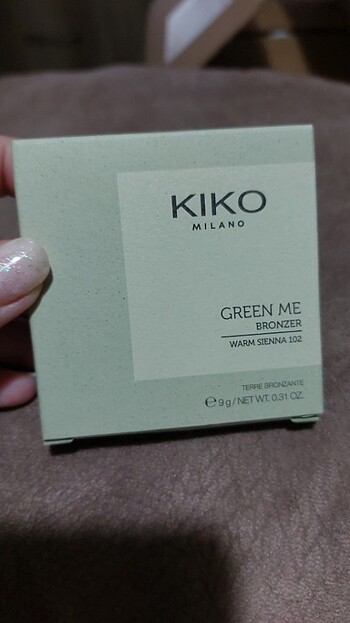 KIKO
MILANO
GREEN ME
BRONZER
WARM SIENNA 102
TERRE BRONZANTE
℮ 9 g / NET WT. 0.31 OZ.